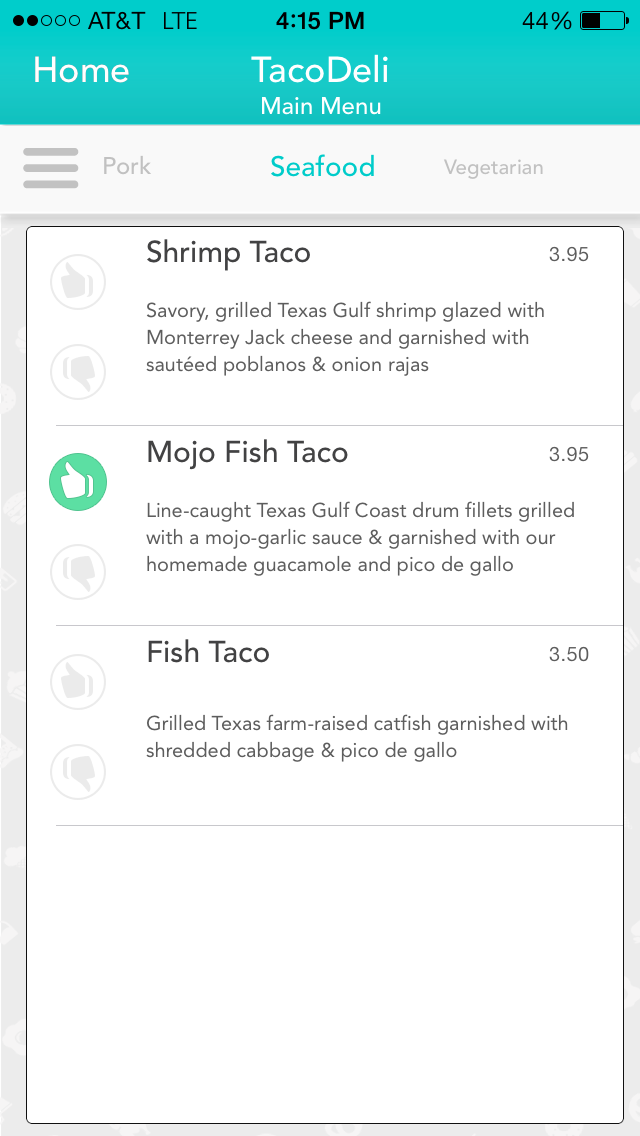 AT&T LTE 4:15 PM 44%
Home TacoDeli
Main Menu
Pork Seafood Vegetarian
Shrimp Taco 3.95
Savory, grilled Texas Gulf shrimp glazed with
Monterrey Jack cheese and garnished with
sautéed poblanos & onion rajas
Mojo Fish Taco 3.95
Line-caught Texas Gulf Coast drum fillets grilled
with a mojo-garlic sauce & garnished with our
homemade guacamole and pico de gallo
Fish Taco 3.50
Grilled Texas farm-raised catfish garnished with
shredded cabbage & pico de gallo